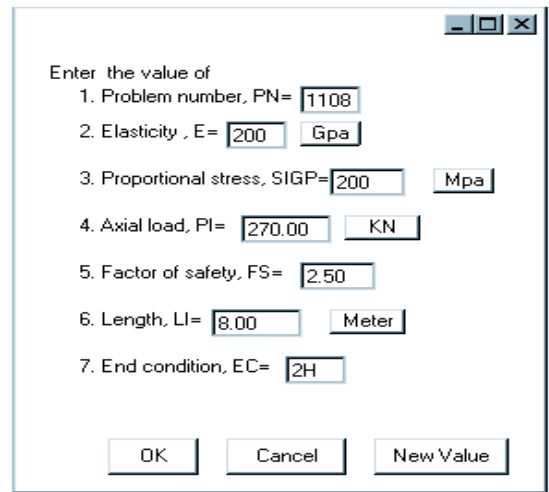 Enter the value of
1. Problem number, PN= 1108
2. Elasticity , E= 200 Gpa
3. Proportional stress, SIGP= 200 Mpa
4. Axial load, Pl= 270.00 KN
5. Factor of safety, FS= 2.50
6. Length, Ll= 8.00 Meter
7. End condition, EC= 2H
OK Cancel New Value